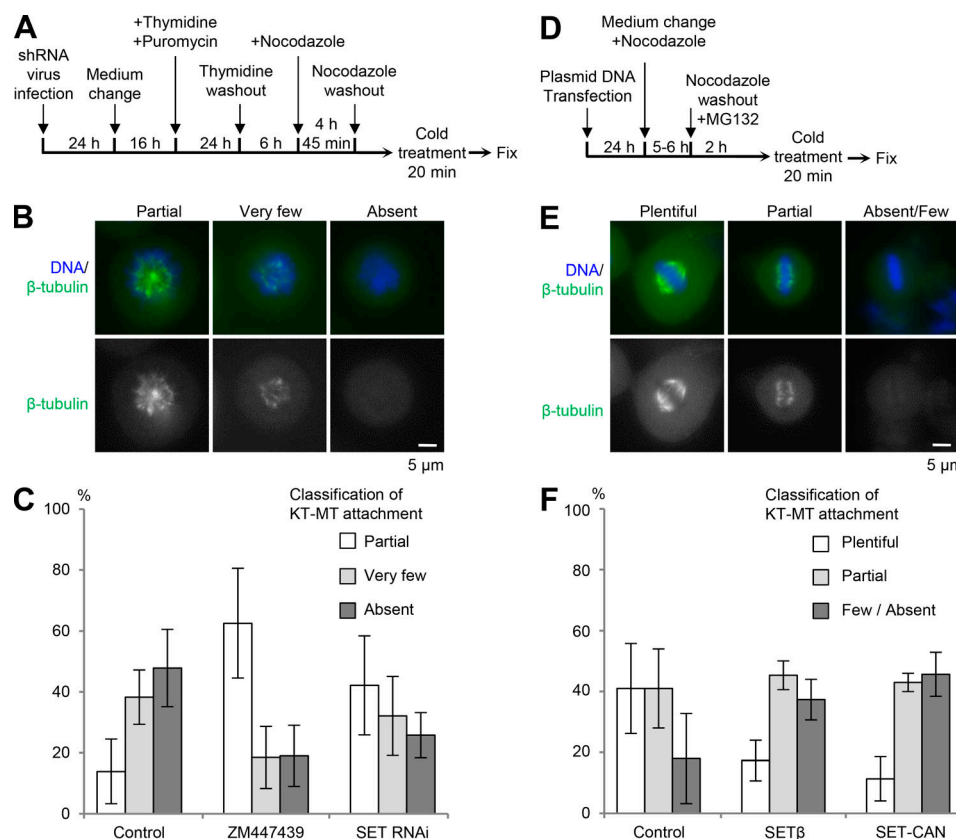 A
+Thymidine
+Puromycin
+Nocodazole
shRNA
virus
infection
Medium
change
Thymidine
washout
Nocodazole
washout
24 h
16 h
24 h
6 h
4 h
45 min
Cold
treatment
20 min
Fix
B
Partial
Very few
Absent
DNA/
β-tubulin
β-tubulin
5 μm
C
%
Classification of
KT-MT attachment
Partial
Very few
Absent
100
80
60
40
20
0
Control
ZM447439
SET RNAi
D
Medium change
+Nocodazole
Plasmid DNA
Transfection
Nocodazole
washout
+MG132
24 h
5-6 h
2 h
Cold
treatment
20 min
Fix
E
Plentiful
Partial
Absent/Few
DNA/
β-tubulin
β-tubulin
5 μm
F
%
Classification of
KT-MT attachment
Plentiful
Partial
Few / Absent
100
80
60
40
20
0
Control
SETβ
SET-CAN